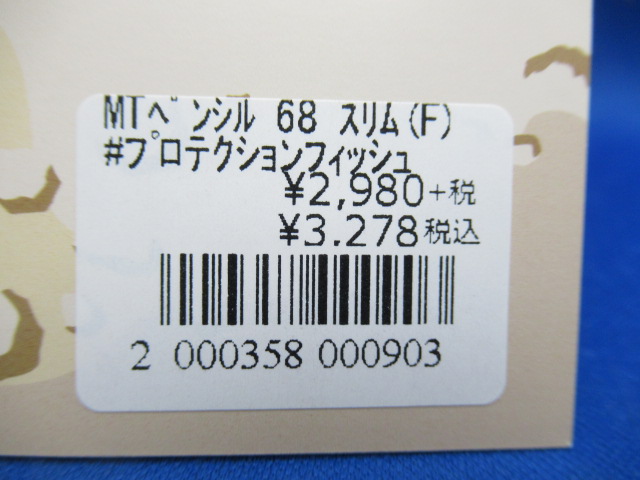 MTペンシル 68 スリム(F)
#プロテクションフィッシュ
¥2,980+税
¥3.278税込
2 000358 000903